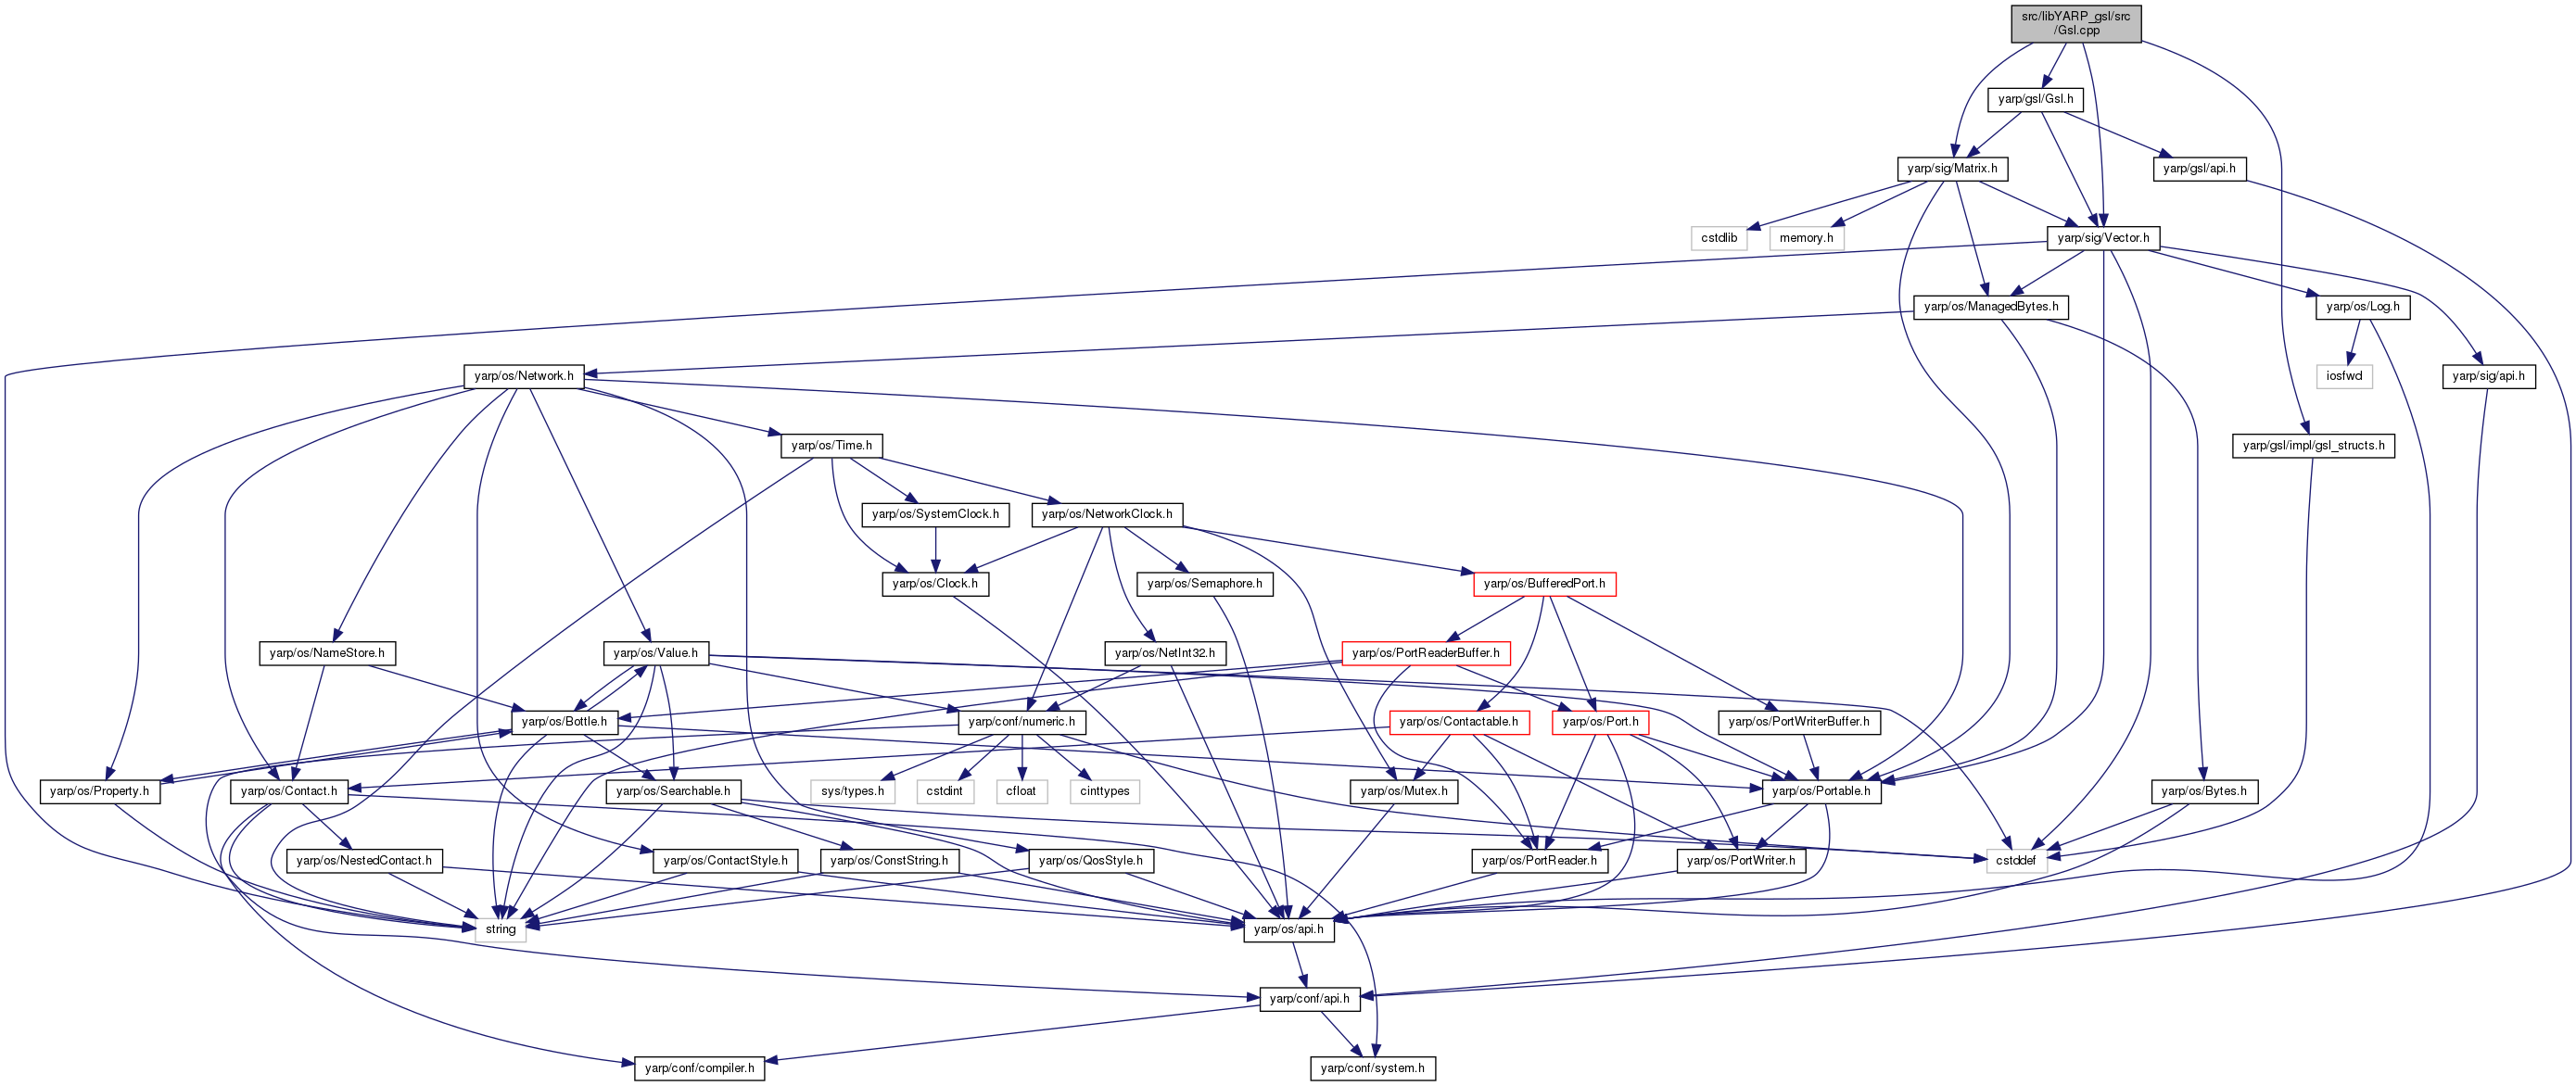 src/libYARP_gsl/src
/Gsl.cpp
yarp/gsl/Gsl.h
yarp/sig/Matrix.h
yarp/gsl/api.h
cstdlib
memory.h
yarp/sig/Vector.h
yarp/os/ManagedBytes.h
yarp/os/Log.h
yarp/os/Network.h
iosfwd
yarp/sig/api.h
yarp/os/Time.h
yarp/gsl/impl/gsl_structs.h
yarp/os/SystemClock.h
yarp/os/NetworkClock.h
yarp/os/Clock.h
yarp/os/Semaphore.h
yarp/os/BufferedPort.h
yarp/os/NameStore.h
yarp/os/Value.h
yarp/os/NetInt32.h
yarp/os/PortReaderBuffer.h
yarp/os/Bottle.h
yarp/conf/numeric.h
yarp/os/Contactable.h
yarp/os/Port.h
yarp/os/PortWriterBuffer.h
yarp/os/Property.h
yarp/os/Contact.h
yarp/os/Searchable.h
sys/types.h
cstdint
cfloat
cinttypes
yarp/os/Mutex.h
yarp/os/Portable.h
yarp/os/Bytes.h
yarp/os/NestedContact.h
yarp/os/ContactStyle.h
yarp/os/ConstString.h
yarp/os/QosStyle.h
yarp/os/PortReader.h
yarp/os/PortWriter.h
cstddef
string
yarp/os/api.h
yarp/conf/api.h
yarp/conf/compiler.h
yarp/conf/system.h